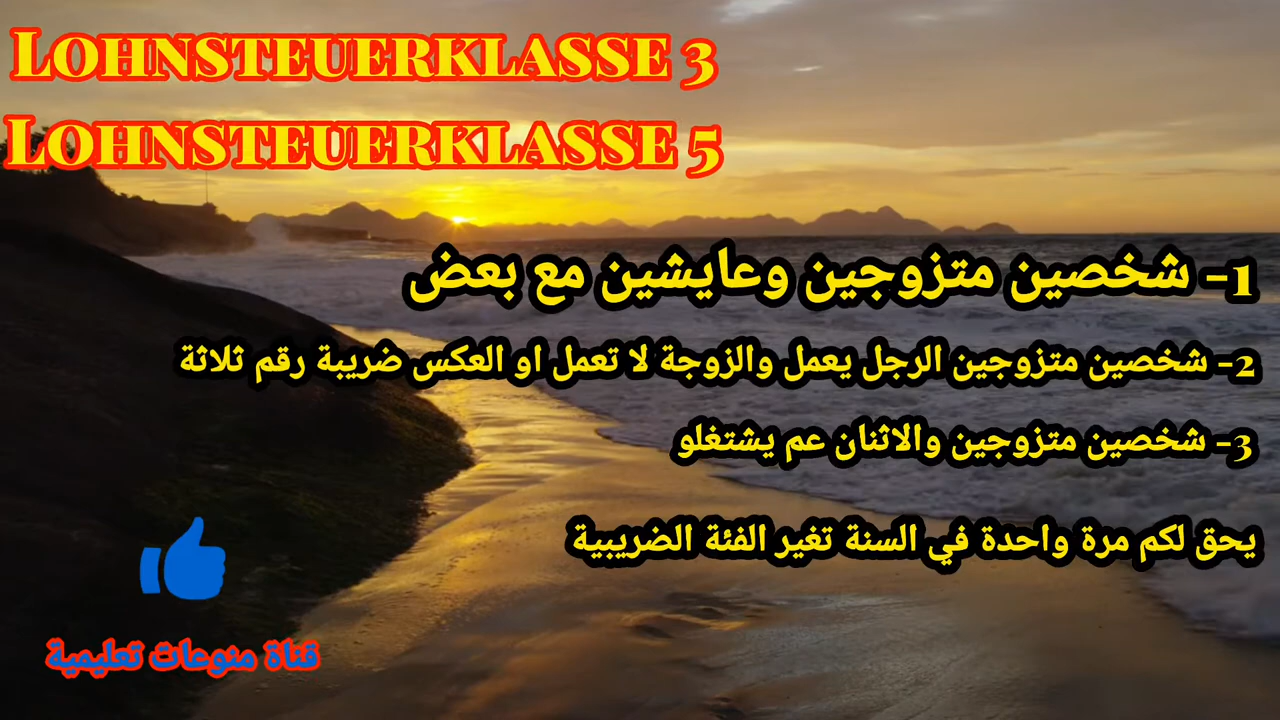 LOHNSTEUERKLASSE 3
LOHNSTEUERKLASSE 5
1- شخصين متزوجين وعايشين مع بعض
2- شخصين متزوجين الرجل يعمل والزوجة لا تعمل او العكس ضريبة رقم ثلاثة
3- شخصين متزوجين والاثنان عم يشتغلو
يحق لكم مرة واحدة في السنة تغير الفئة الضريبية
قناة منوعات تعليمية